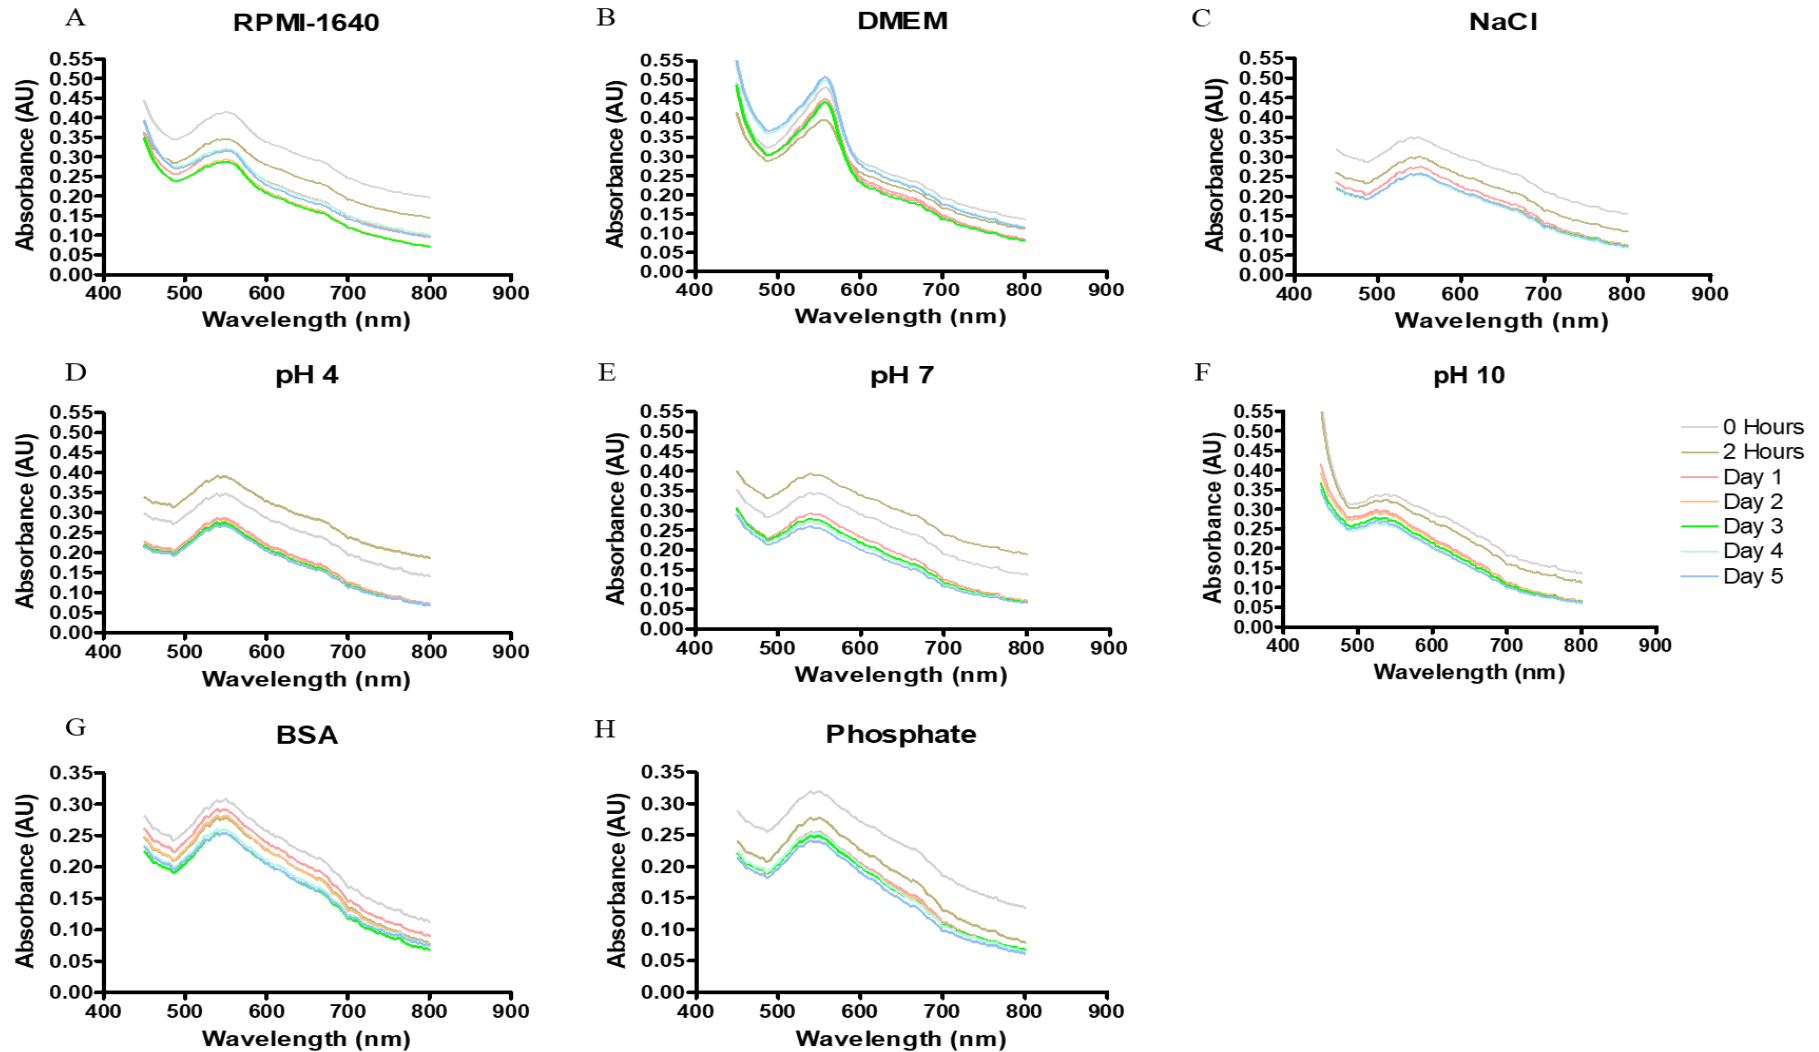 A
RPMI-1640
Absorbance (AU)
0.55
0.50
0.45
0.40
0.35
0.30
0.25
0.20
0.15
0.10
0.05
0.00
400 500 600 700 800 900
Wavelength (nm)
B
DMEM
Absorbance (AU)
0.55
0.50
0.45
0.40
0.35
0.30
0.25
0.20
0.15
0.10
0.05
0.00
400 500 600 700 800 900
Wavelength (nm)
C
NaCl
Absorbance (AU)
0.55
0.50
0.45
0.40
0.35
0.30
0.25
0.20
0.15
0.10
0.05
0.00
400 500 600 700 800 900
Wavelength (nm)
D
pH 4
Absorbance (AU)
0.55
0.50
0.45
0.40
0.35
0.30
0.25
0.20
0.15
0.10
0.05
0.00
400 500 600 700 800 900
Wavelength (nm)
E
pH 7
Absorbance (AU)
0.55
0.50
0.45
0.40
0.35
0.30
0.25
0.20
0.15
0.10
0.05
0.00
400 500 600 700 800 900
Wavelength (nm)
F
pH 10
Absorbance (AU)
0.55
0.50
0.45
0.40
0.35
0.30
0.25
0.20
0.15
0.10
0.05
0.00
400 500 600 700 800 900
Wavelength (nm)
0 Hours
2 Hours
Day 1
Day 2
Day 3
Day 4
Day 5
G
BSA
Absorbance (AU)
0.35
0.30
0.25
0.20
0.15
0.10
0.05
0.00
400 500 600 700 800 900
Wavelength (nm)
H
Phosphate
Absorbance (AU)
0.35
0.30
0.25
0.20
0.15
0.10
0.05
0.00
400 500 600 700 800 900
Wavelength (nm)